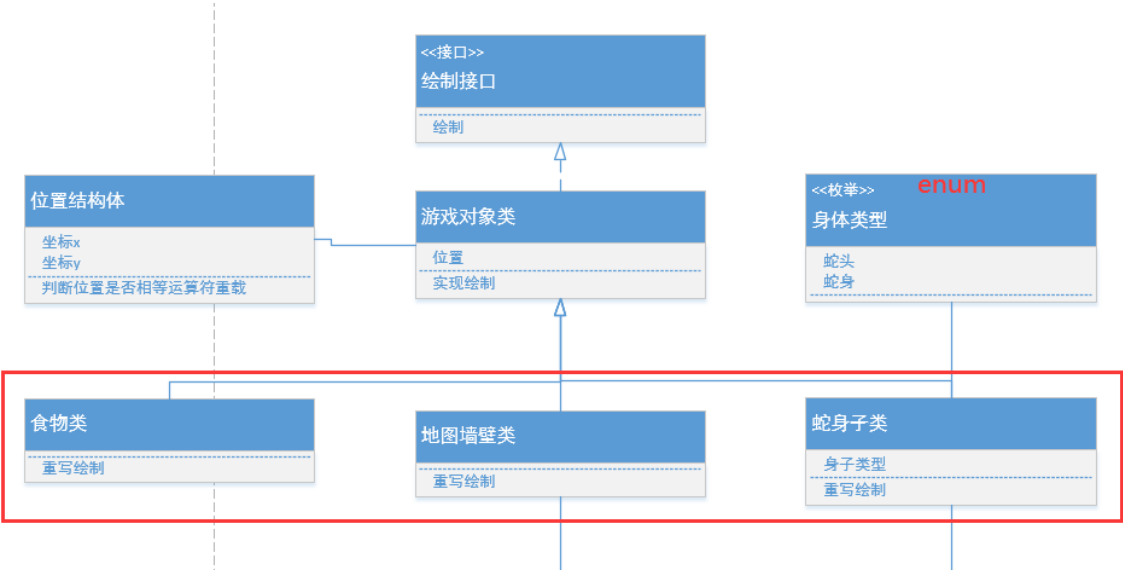 <<接口>>
绘制接口
绘制
位置结构体
坐标x
坐标y
判断位置是否相等运算符重载
游戏对象类
位置
实现绘制
<<枚举>>
enum
身体类型
蛇头
蛇身
食物类
重写绘制
地图墙壁类
重写绘制
蛇身子类
身子类型
重写绘制